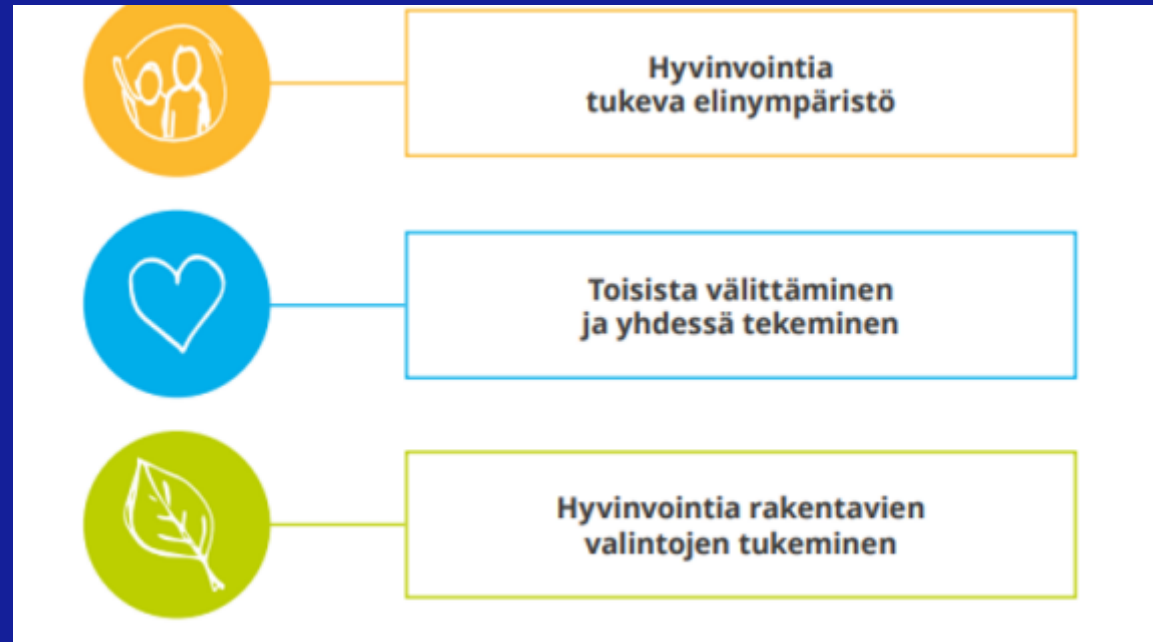 Hyvinvointia
tukeva elinympäristö
Toisista välittäminen
ja yhdessä tekeminen
Hyvinvointia rakentavien
valintojen tukeminen